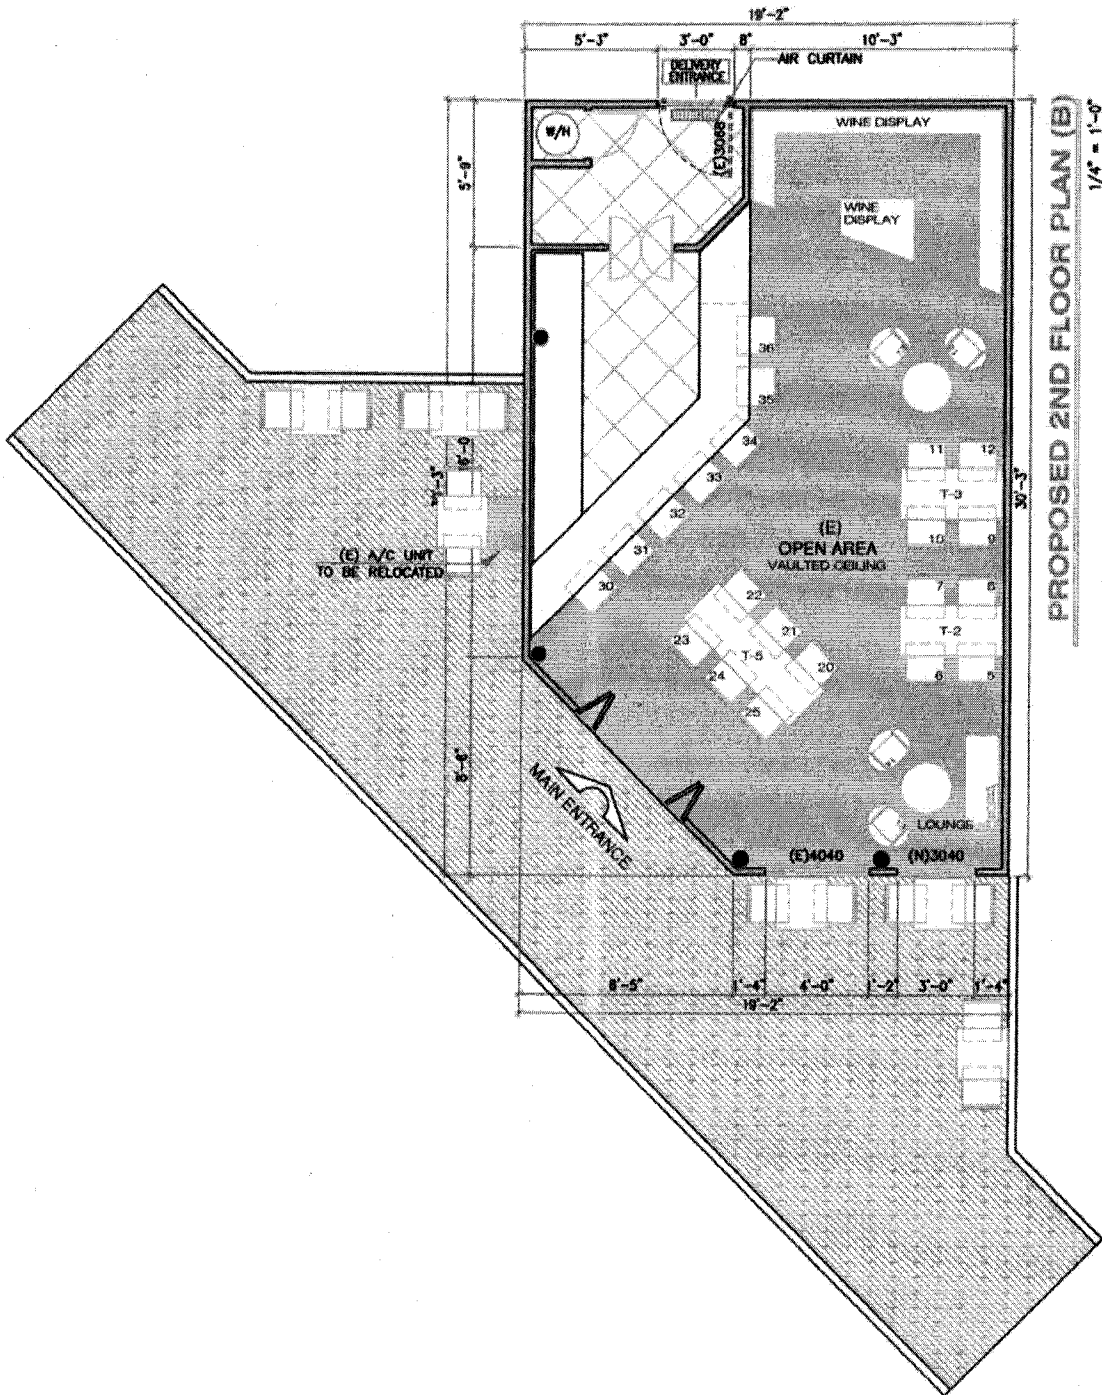 19'-2"
5'-3"
3'-0"
8"
10'-3"
DELIVERY
ENTRANCE
AIR CURTAIN
W/H
(E)3068
WINE DISPLAY
WINE
DISPLAY
PROPOSED 2ND FLOOR PLAN (B)
1/4" = 1'-0"
5'-9"
36
35
34
33
32
31
30
11
12
T-3
10
9
30'-3"
6'-0
(E) A/C UNIT
TO BE RELOCATED
(E)
OPEN AREA
VAULTED CEILING
22
21
23
T-5
20
24
25
7
8
T-2
6
5
MAIN ENTRANCE
LOUNGE
(E)4040
(N)3040
8'-5"
1'-4"
4'-0"
1'-2"
3'-0"
1'-4"
19'-2"